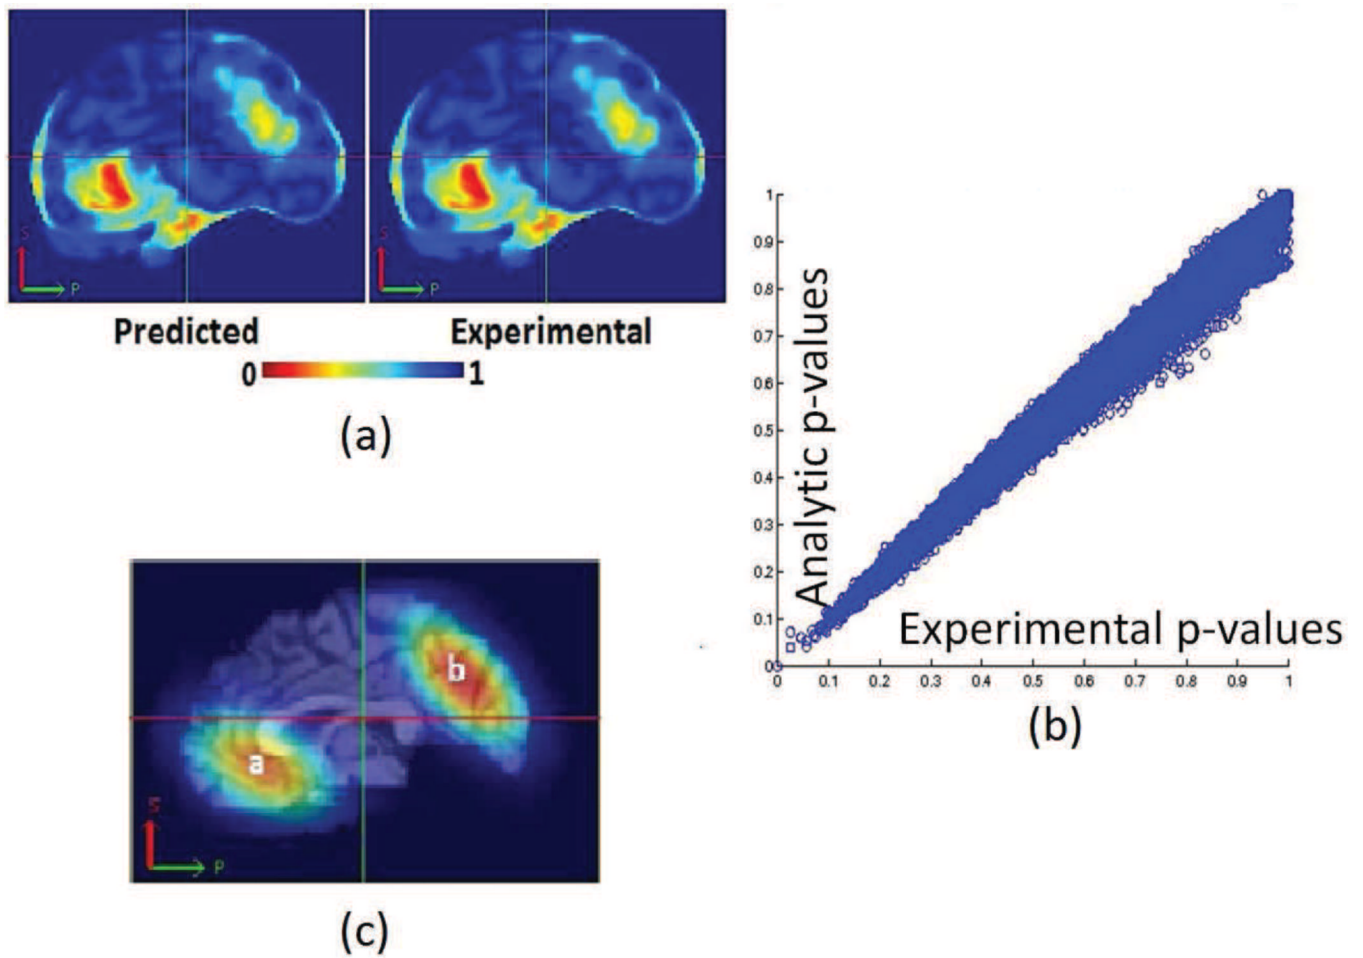 S
P
S
P
Predicted
Experimental
0
1
(a)
1
0.9
0.8
0.7
0.6
0.5
0.4
0.3
0.2
0.1
0
Analytic p-values
Experimental p-values
0
0.1
0.2
0.3
0.4
0.5
0.6
0.7
0.8
0.9
1
(b)
b
a
S
P
(c)